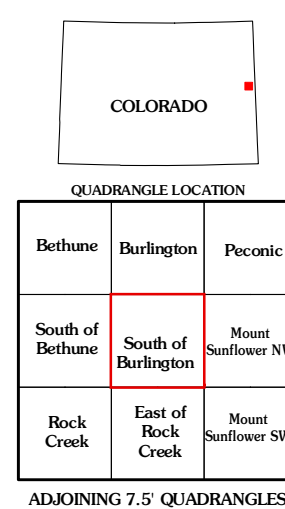 COLORADO
QUADRANGLE LOCATION
Bethune
Burlington
Peconic
South of
Bethune
South of
Burlington
Mount
Sunflower NW
Rock
Creek
East of
Rock
Creek
Mount
Sunflower SW
ADJOINING 7.5' QUADRANGLES